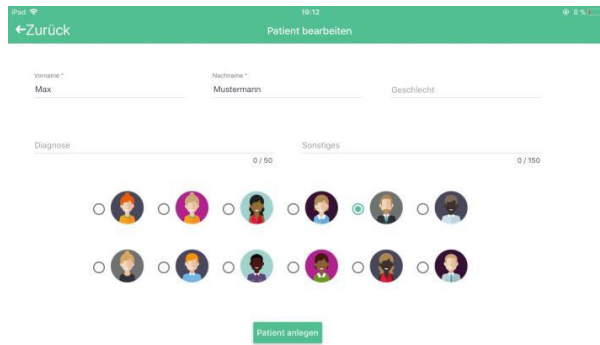 iPad 19:12 8 %
←Zurück Patient bearbeiten
Vorname * Nachname *
Max Mustermann Geschlecht
Diagnose Sonstiges
0 / 50 0 / 150
Patient anlegen